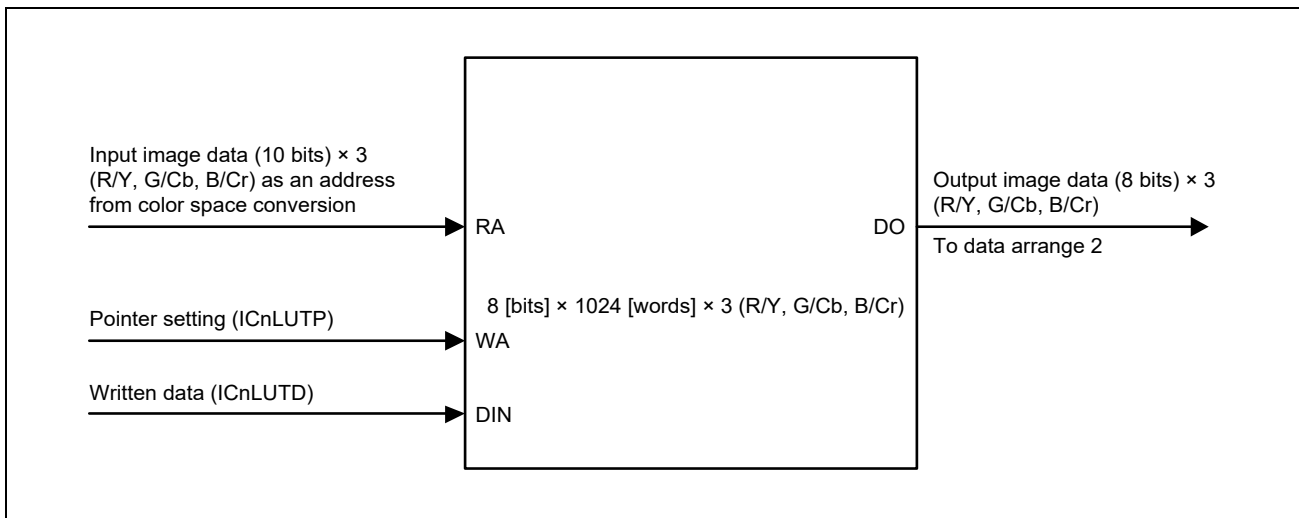 Input image data (10 bits) × 3
(R/Y, G/Cb, B/Cr) as an address
from color space conversion
RA
DO
Output image data (8 bits) × 3
(R/Y, G/Cb, B/Cr)
To data arrange 2
8 [bits] × 1024 [words] × 3 (R/Y, G/Cb, B/Cr)
Pointer setting (ICnLUTP)
WA
Written data (ICnLUTD)
DIN